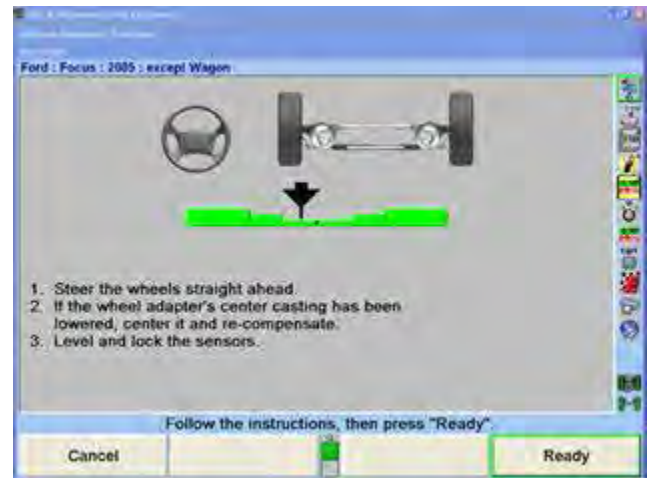 Ford : Focus : 2005 : except Wagon
1. Steer the wheels straight ahead
2. If the wheel adapter's center casting has been
lowered, center it and re-compensate.
3. Level and lock the sensors.
Follow the instructions, then press "Ready".
Cancel
Ready